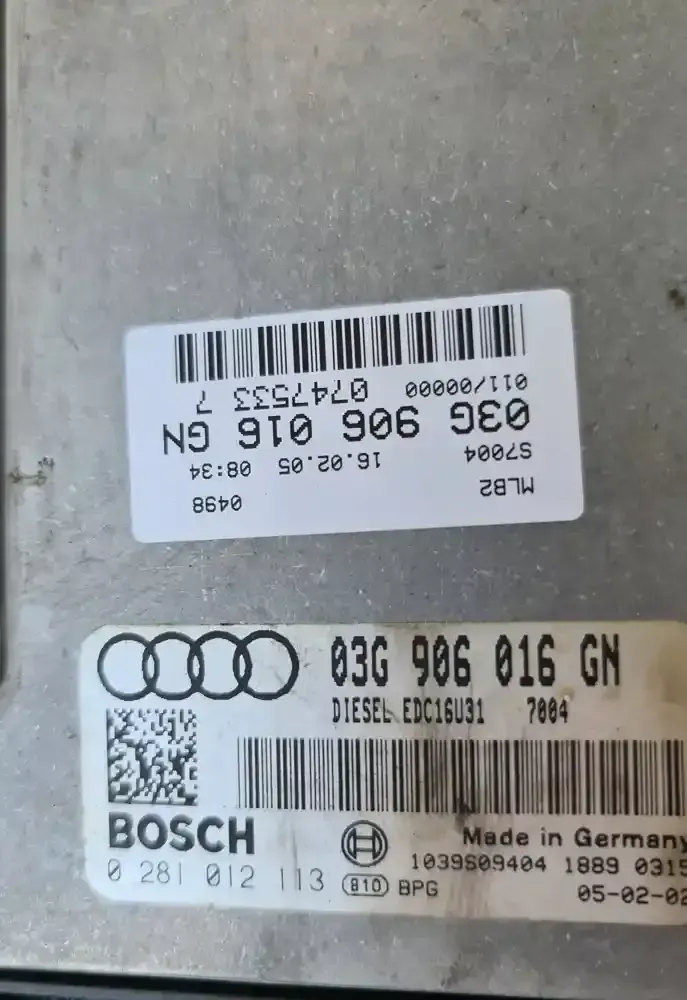 MLB2 0498
S7004 16.02.05 08:34
03G 906 016 GN
011/00000 0747533 7
03G 906 016 GN
DIESEL EDC16U31 7004
BOSCH
Made in Germany
0 281 012 113
1039S09404 1889 0315
810 BPG
05-02-02